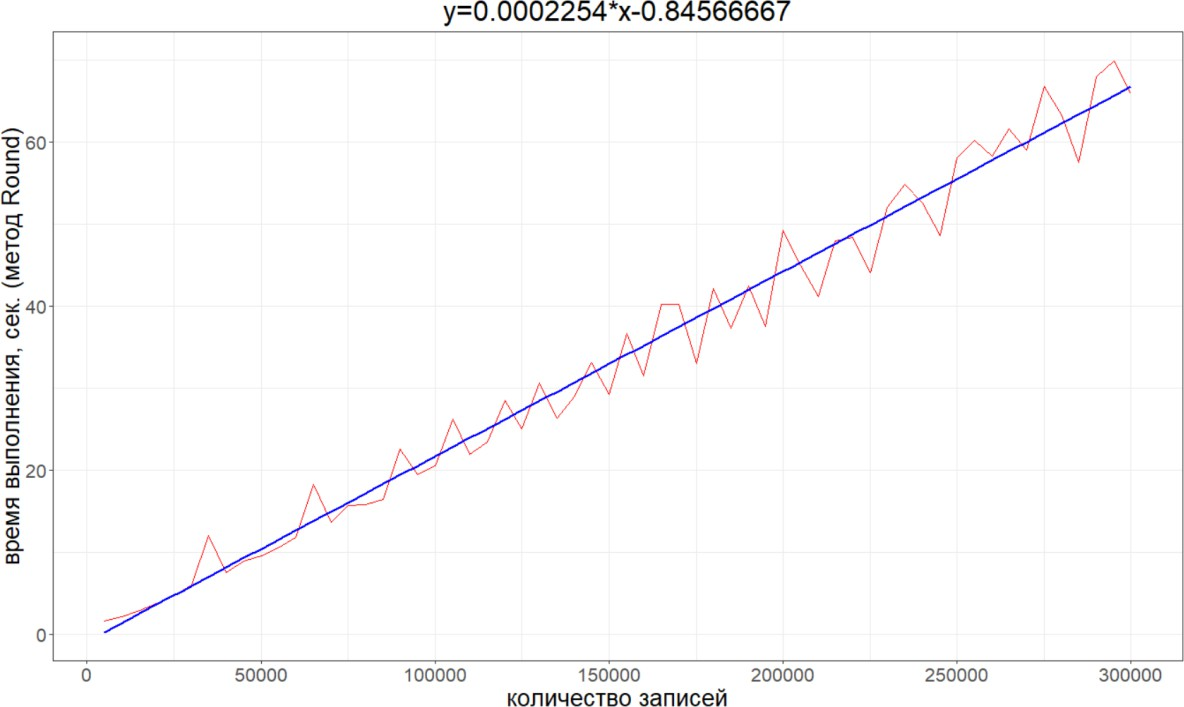 y=0.0002254*x-0.84566667
время выполнения, сек. (метод Round)
60
40
20
0
0 50000 100000 150000 200000 250000 300000
количество записей